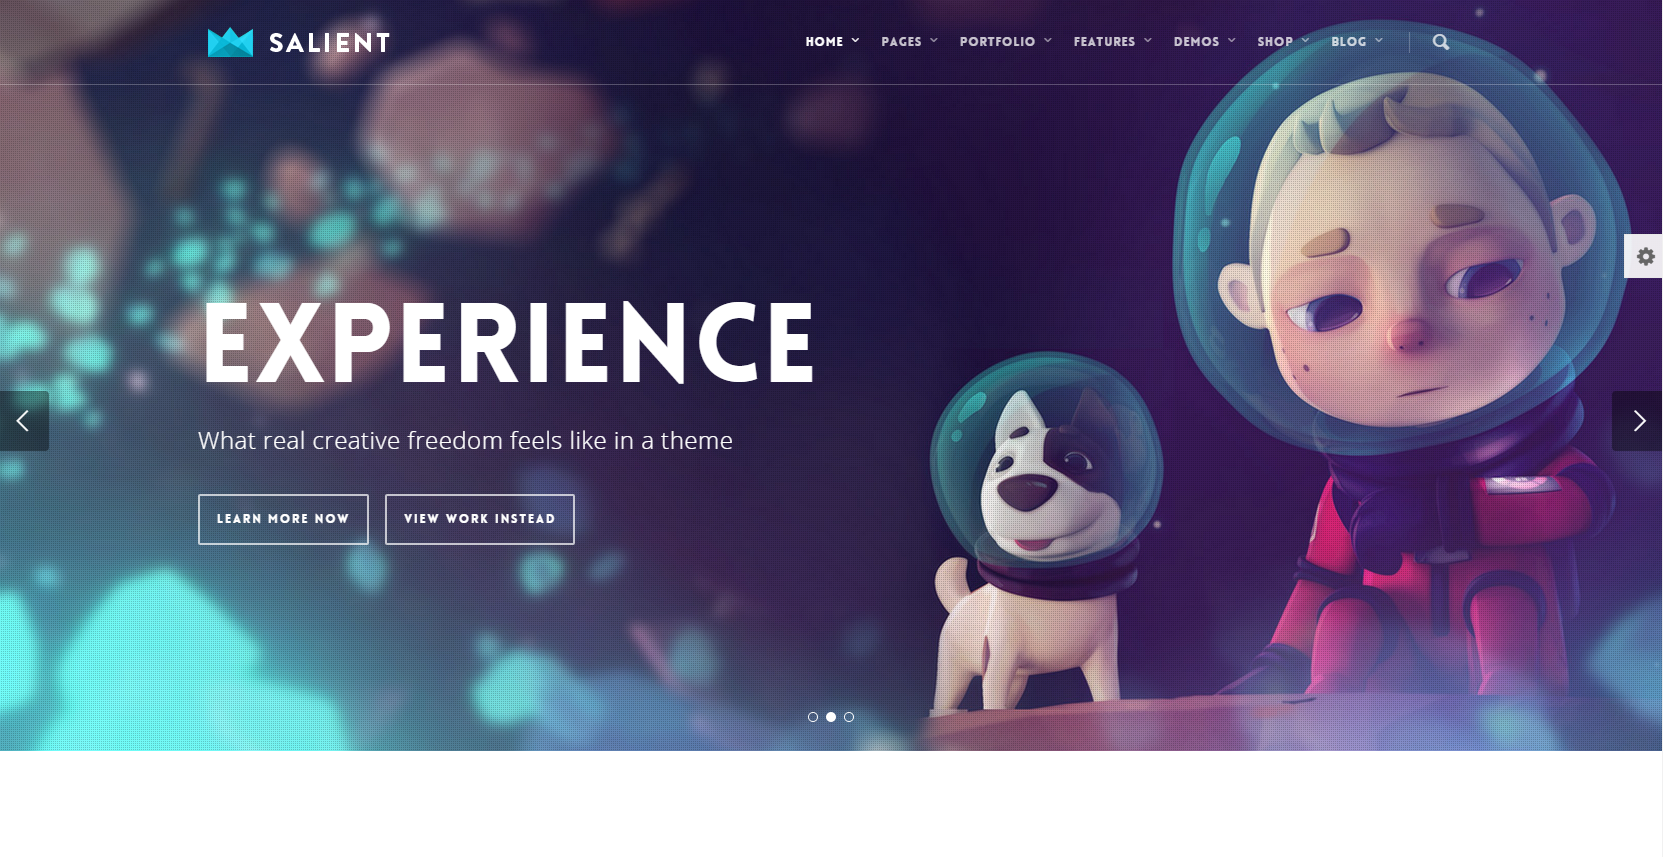 SALIENT
HOME PAGES PORTFOLIO FEATURES DEMOS SHOP BLOG
EXPERIENCE
What real creative freedom feels like in a theme
LEARN MORE NOW VIEW WORK INSTEAD